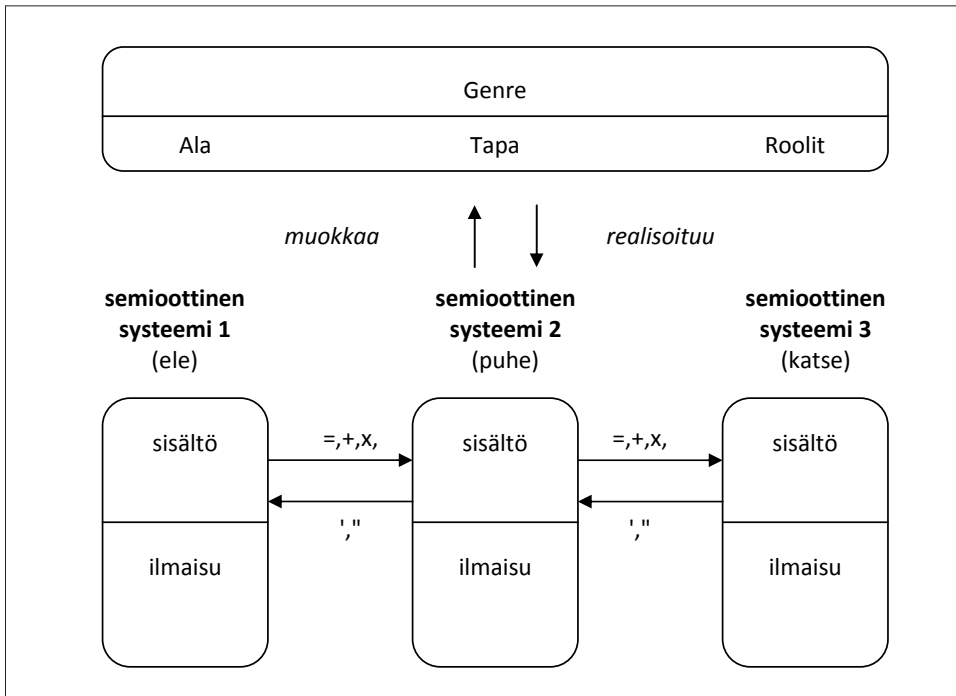 Genre
Ala Tapa Roolit
muokkaa realisoituu
semioottinen semioottinen semioottinen
systeemi 1 systeemi 2 systeemi 3
(ele) (puhe) (katse)
sisältö =,+,x, sisältö =,+,x, sisältö
'," ',"
ilmaisu ilmaisu ilmaisu